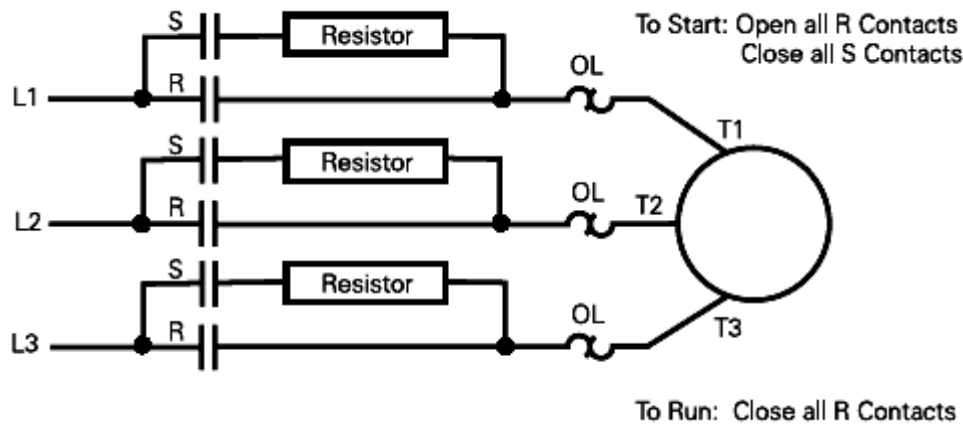 To Start: Open all R Contacts
Close all S Contacts
S
Resistor
OL
L1
R
T1
S
Resistor
OL
T2
L2
R
S
Resistor
OL
T3
L3
R
To Run: Close all R Contacts